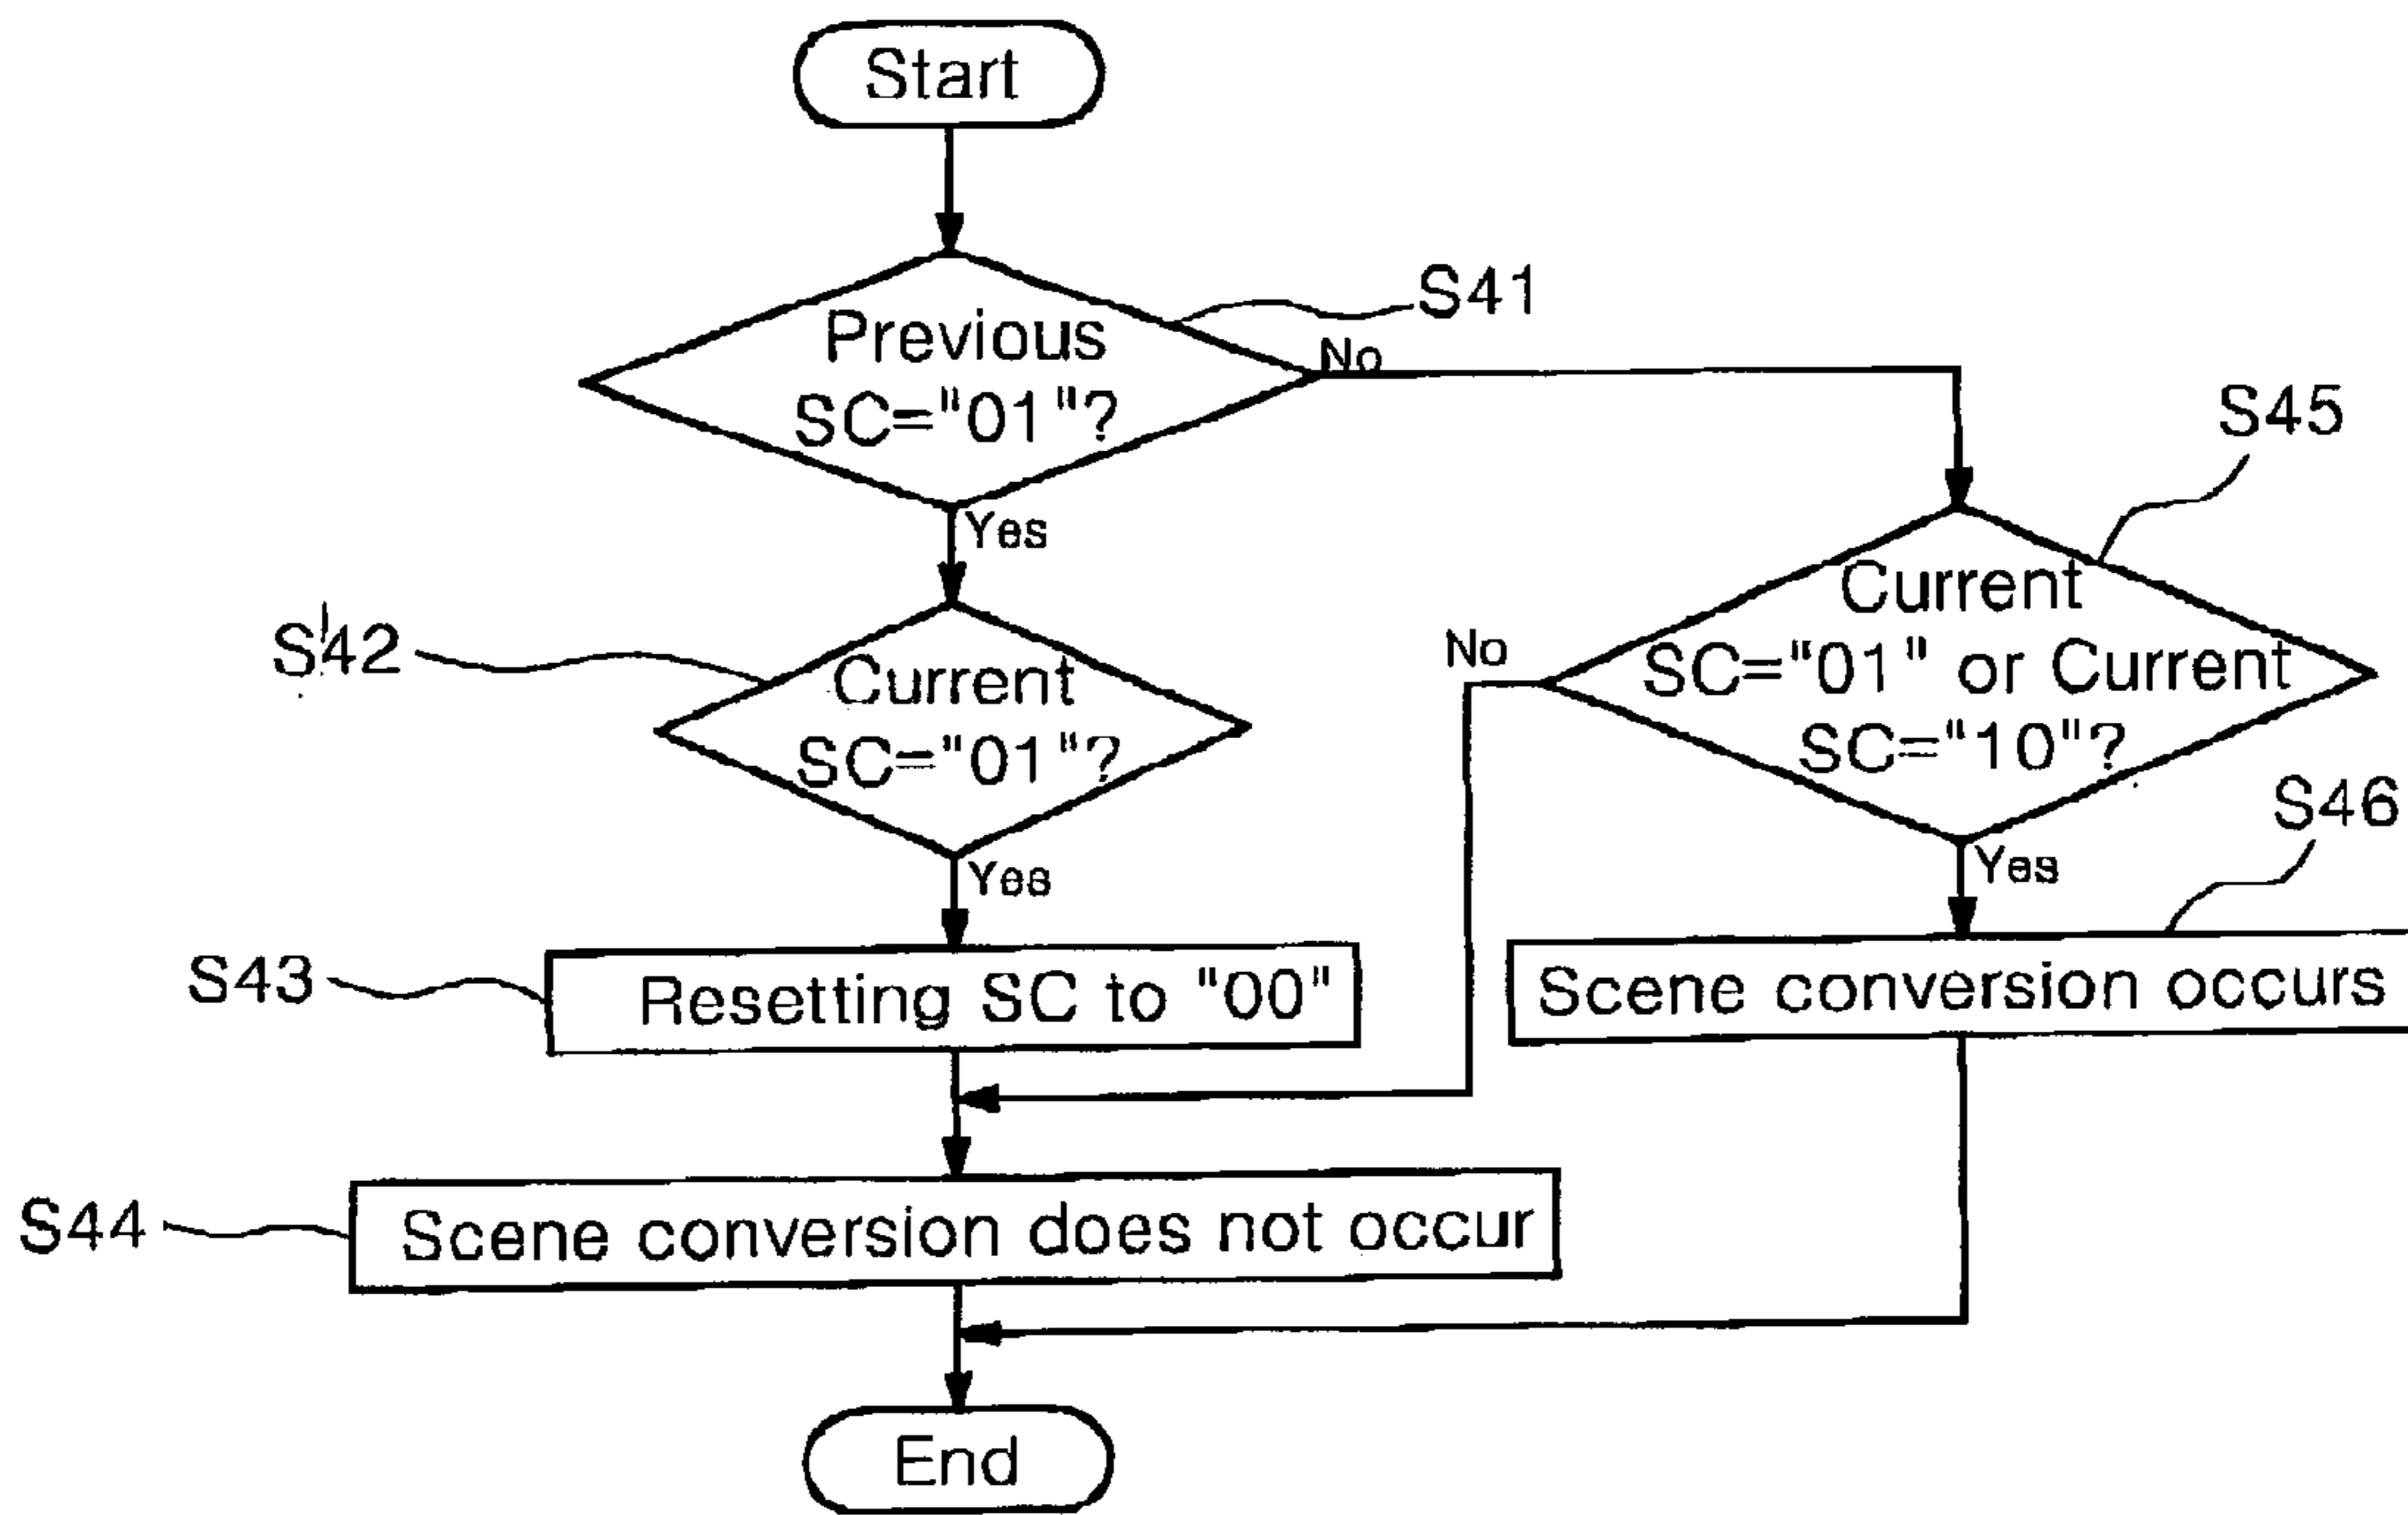 Start
S41
Previous
SC="01"?
No
Yes
S45
Current
SC="01" or Current
SC="10"?
No
Yes
S42
Current
SC="01"?
Yes
S46
S43
Resetting SC to "00"
Scene conversion occurs
S44
Scene conversion does not occur
End